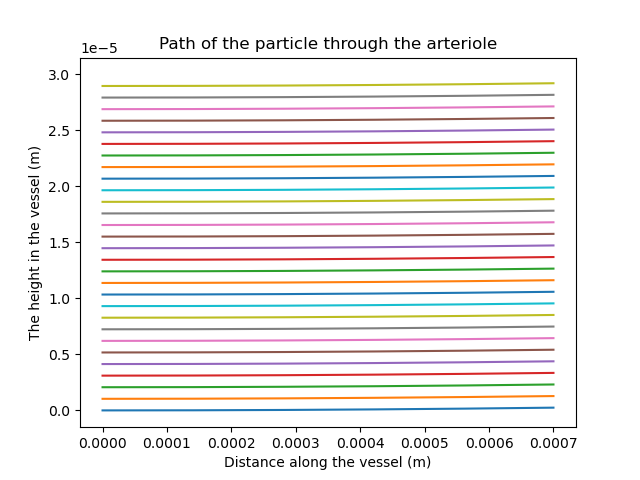 Path of the particle through the arteriole
1e−5
3.0
2.5
2.0
1.5
1.0
0.5
0.0
The height in the vessel (m)
0.0000 0.0001 0.0002 0.0003 0.0004 0.0005 0.0006 0.0007
Distance along the vessel (m)